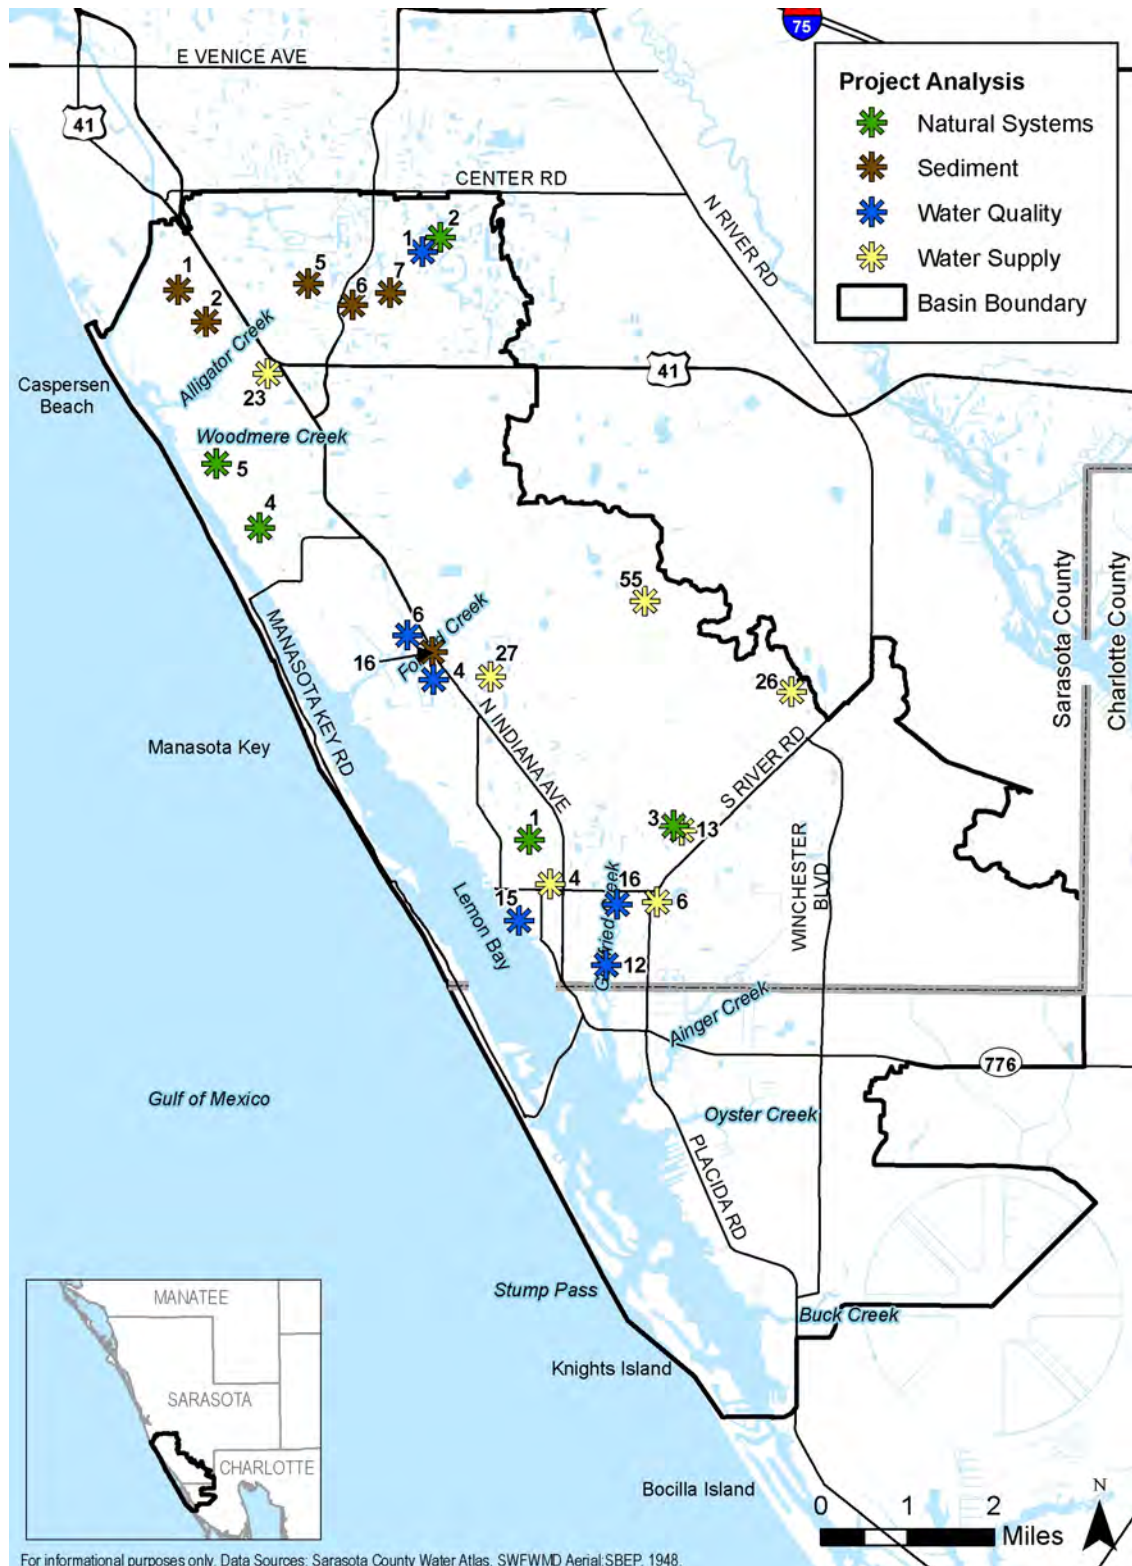 75
E VENICE AVE
41
Project Analysis
Natural Systems
Sediment
Water Quality
Water Supply
Basin Boundary
CENTER RD
N RIVER RD
2
1
5
7
1
6
2
Alligator Creek
41
Caspersen
Beach
23
Woodmere Creek
5
4
Sarasota County
Charlotte County
55
6
Creek
16
4
27
26
MANASOTA KEY RD
N INDIANA AVE
S RIVER RD
Manasota Key
1
3
13
WINCHESTER
BLVD
4
16
15
6
Lemon Bay
12
Ainger Creek
776
Gulf of Mexico
Oyster Creek
PLACIDA RD
Stump Pass
Buck Creek
Knights Island
MANATEE
SARASOTA
CHARLOTTE
Bocilla Island
N
0 1 2
Miles
For informational purposes only. Data Sources: Sarasota County Water Atlas, SWFWMD Aerial;SBEP, 1948.